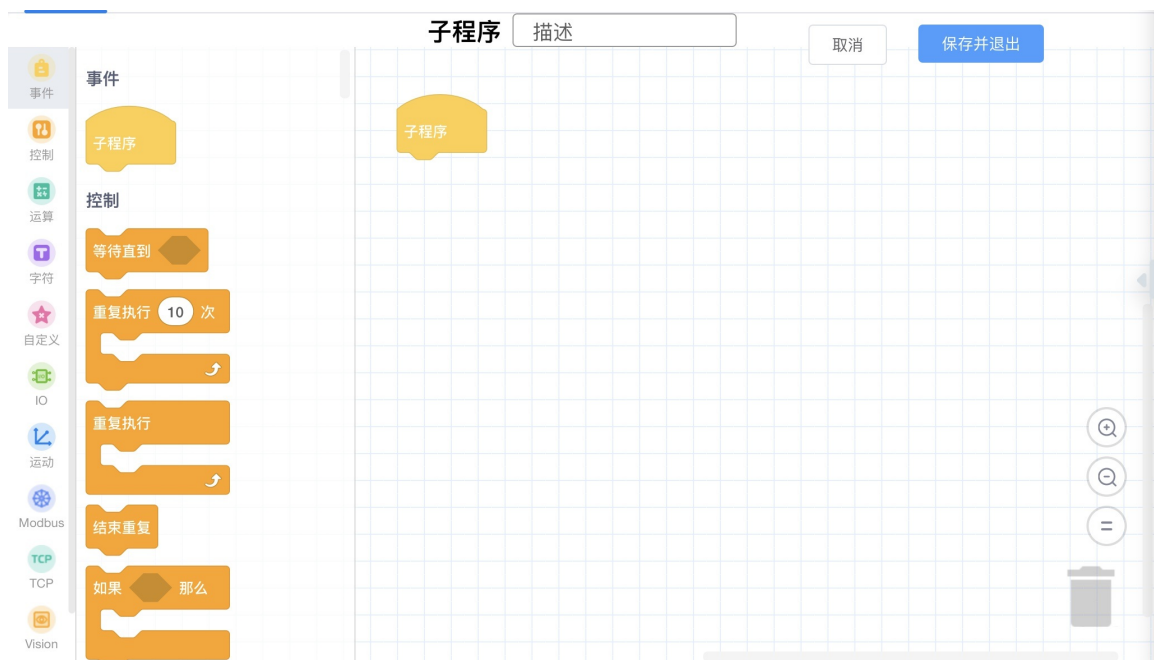 子程序 描述
取消
保存并退出
事件
控制
运算
字符
自定义
IO
运动
Modbus
TCP
TCP
Vision
事件
子程序
控制
等待直到
重复执行 10 次
重复执行
结束重复
如果 那么
子程序